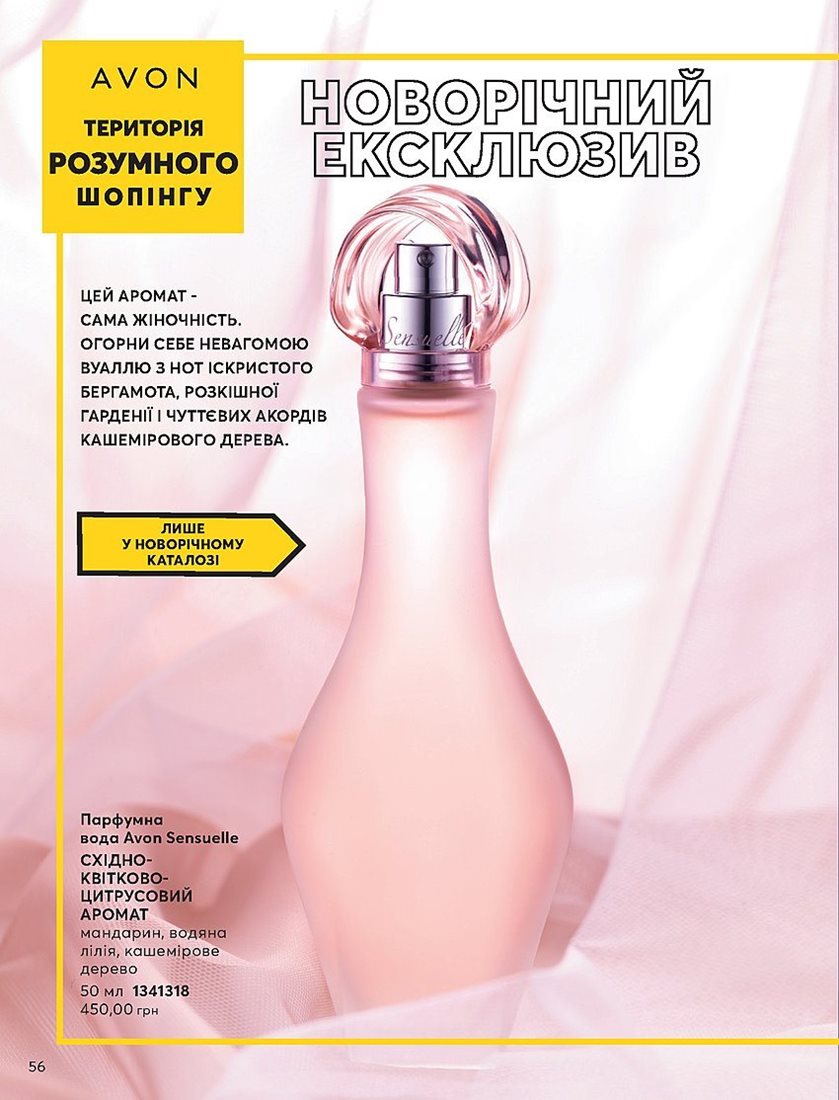 AVON
ТЕРИТОРІЯ
РОЗУМНОГО
ШОПІНГУ
НОВОРІЧНИЙ
ЕКСКЛЮЗИВ
ЦЕЙ АРОМАТ -
САМА ЖІНОЧНІСТЬ.
ОГОРНИ СЕБЕ НЕВАГОМОЮ
ВУАЛЛЮ З НОТ ІСКРИСТОГО
БЕРГАМОТА, РОЗКІШНОЇ
ГАРДЕНІЇ І ЧУТТЄВИХ АКОРДІВ
КАШЕМІРОВОГО ДЕРЕВА.
Sensuelle
ЛИШЕ
У НОВОРІЧНОМУ
КАТАЛОЗІ
Парфумна
вода Avon Sensuelle
СХІДНО-
КВІТКОВО-
ЦИТРУСОВИЙ
АРОМАТ
мандарин, водяна
лілія, кашемірове
дерево
50 мл 1341318
450,00 грн
56